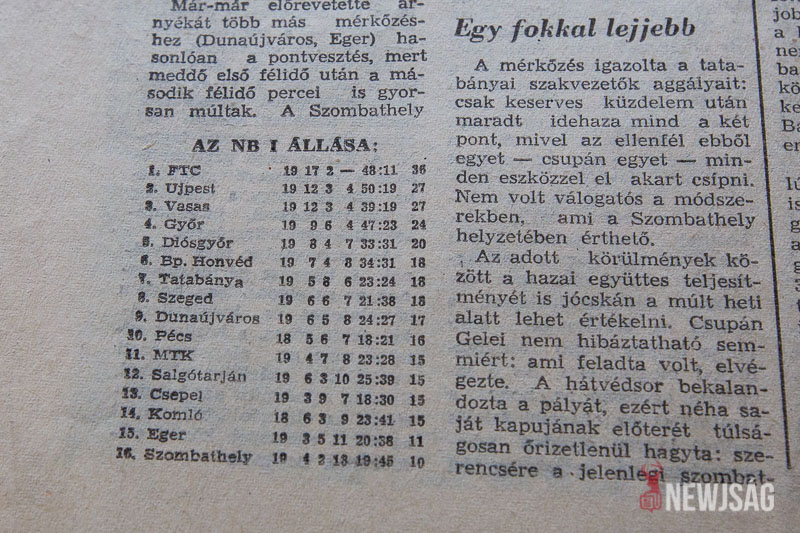 Már-már előrevetette ár-
nyékát több más mérkőzés-
hez (Dunaújváros, Eger) ha-
sonlóan a pontvesztés, mert
meddő első félidő után a má-
sodik félidő percei is gyor-
san múltak. A Szombathely
AZ NB I ÁLLÁSA:
1. FTC 19 17 2 — 48:11 36
2. Ujpest 19 12 3 4 50:19 27
3. Vasas 19 12 3 4 39:19 27
4. Győr 19 9 6 4 47:23 24
5. Diósgyőr 19 8 4 7 33:31 20
6. Bp. Honvéd 19 7 4 8 34:31 18
7. Tatabánya 19 5 8 6 23:24 18
8. Szeged 19 6 6 7 21:38 18
9. Dunaújváros 19 6 5 8 24:27 17
10. Pécs 18 5 6 7 18:21 16
11. MTK 19 4 7 8 23:28 15
12. Salgótarján 19 6 3 10 25:39 15
13. Csepel 19 3 9 7 18:30 15
14. Komló 18 6 3 9 23:41 15
15. Eger 19 3 5 11 20:38 11
16. Szombathely 19 4 2 13 19:45 10
Egy fokkal lejjebb
A mérkőzés igazolta a tata-
bányai szakvezetők aggályait:
csak keserves küzdelem után
maradt idehaza mind a két
pont, mivel az ellenfél ebből
egyet — csupán egyet — min-
den eszközzel el akart csípni.
Nem volt válogatós a módsze-
rekben, ami a Szombathely
helyzetében érthető.
Az adott körülmények kö-
zött a hazai együttes teljesít-
ményét is jócskán a múlt heti
alatt lehet értékelni. Csupán
Gelei nem hibáztatható sem-
miért: ami feladta volt, elvé-
gezte. A hátvédsor bekalan-
dozta a pályát, ezért néha sa-
ját kapujának előterét túlsá-
gosan őrizetlenül hagyta: sze-
rencsére a jelenlegi szombat-
NEWJSAG